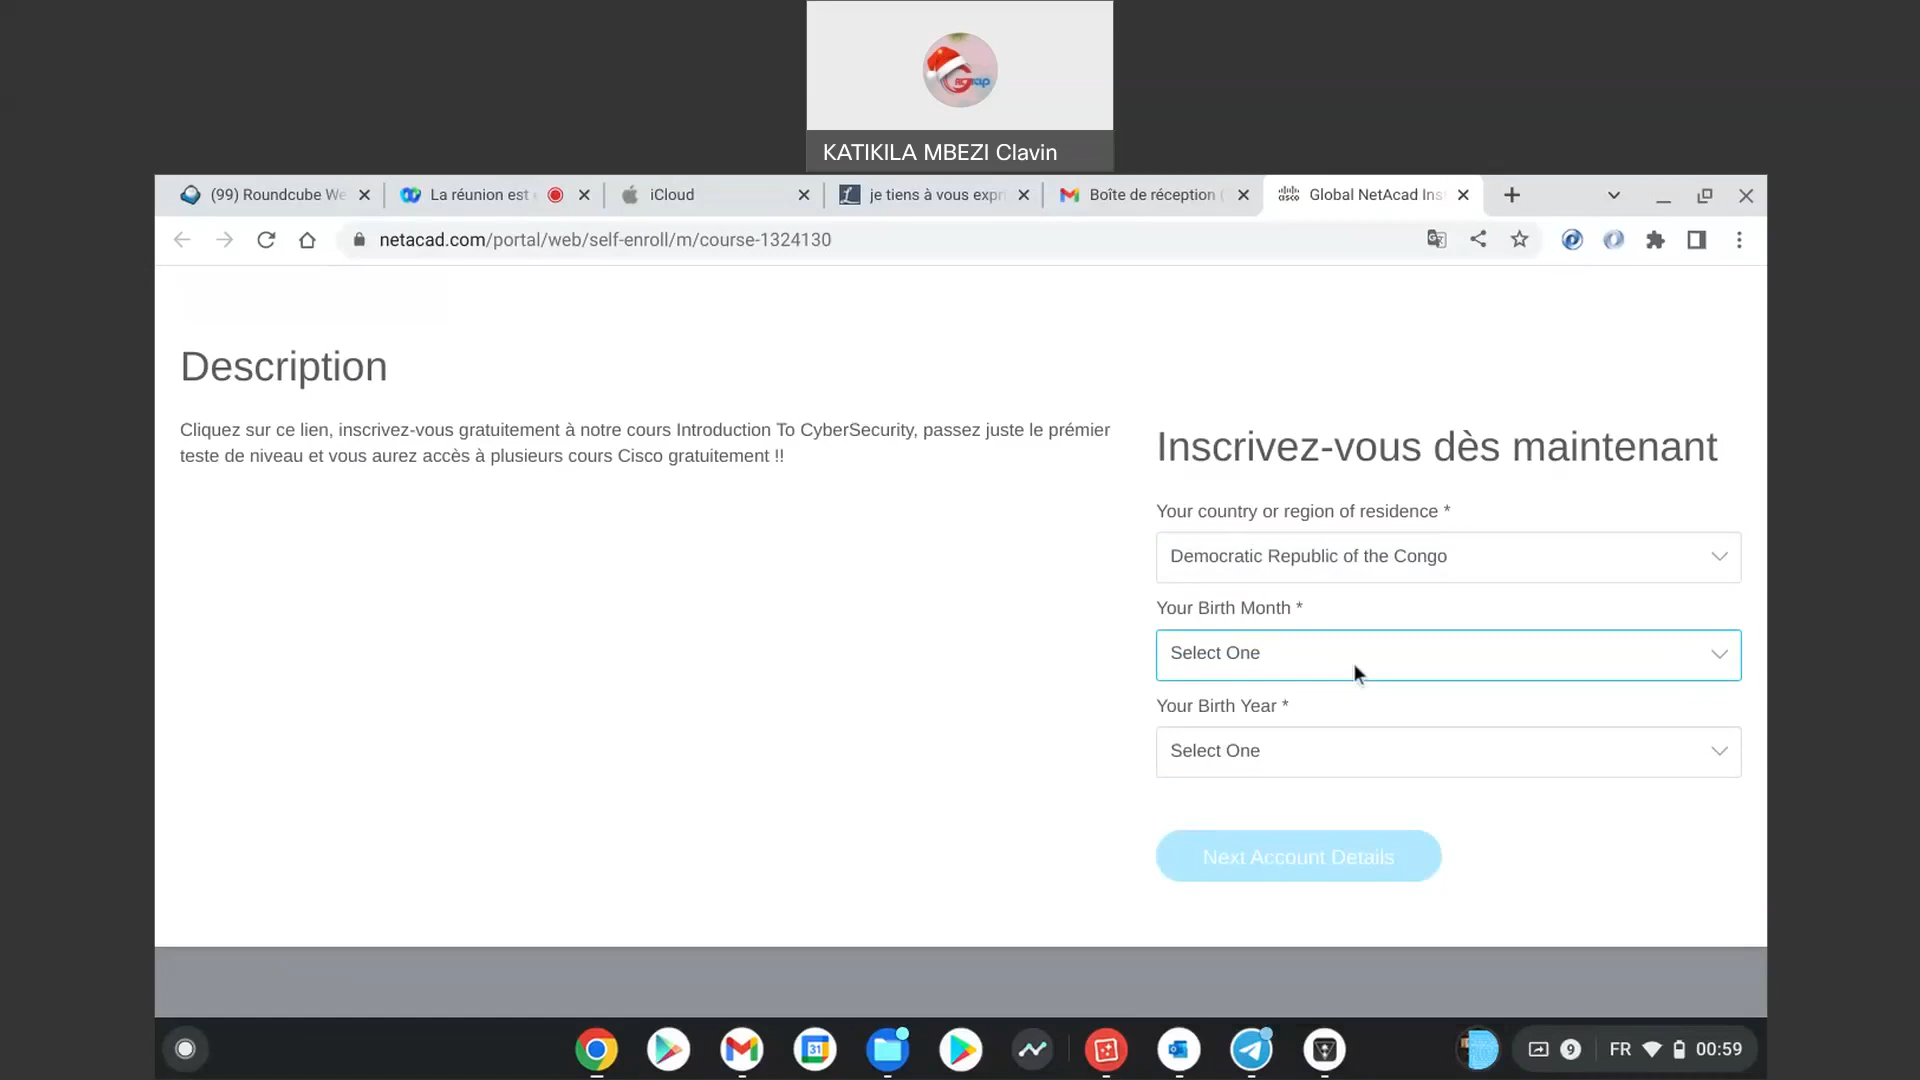 KATIKILA MBEZI Clavin
(99) Roundcube We
La réunion est
iCloud
je tiens à vous expri
Boîte de réception (
Global NetAcad Ins
netacad.com/portal/web/self-enroll/m/course-1324130
Description
Cliquez sur ce lien, inscrivez-vous gratuitement à notre cours Introduction To CyberSecurity, passez juste le prémier
teste de niveau et vous aurez accès à plusieurs cours Cisco gratuitement !!
Inscrivez-vous dès maintenant
Your country or region of residence *
Democratic Republic of the Congo
Your Birth Month *
Select One
Your Birth Year *
Select One
Next Account Details
31
9
FR
00:59